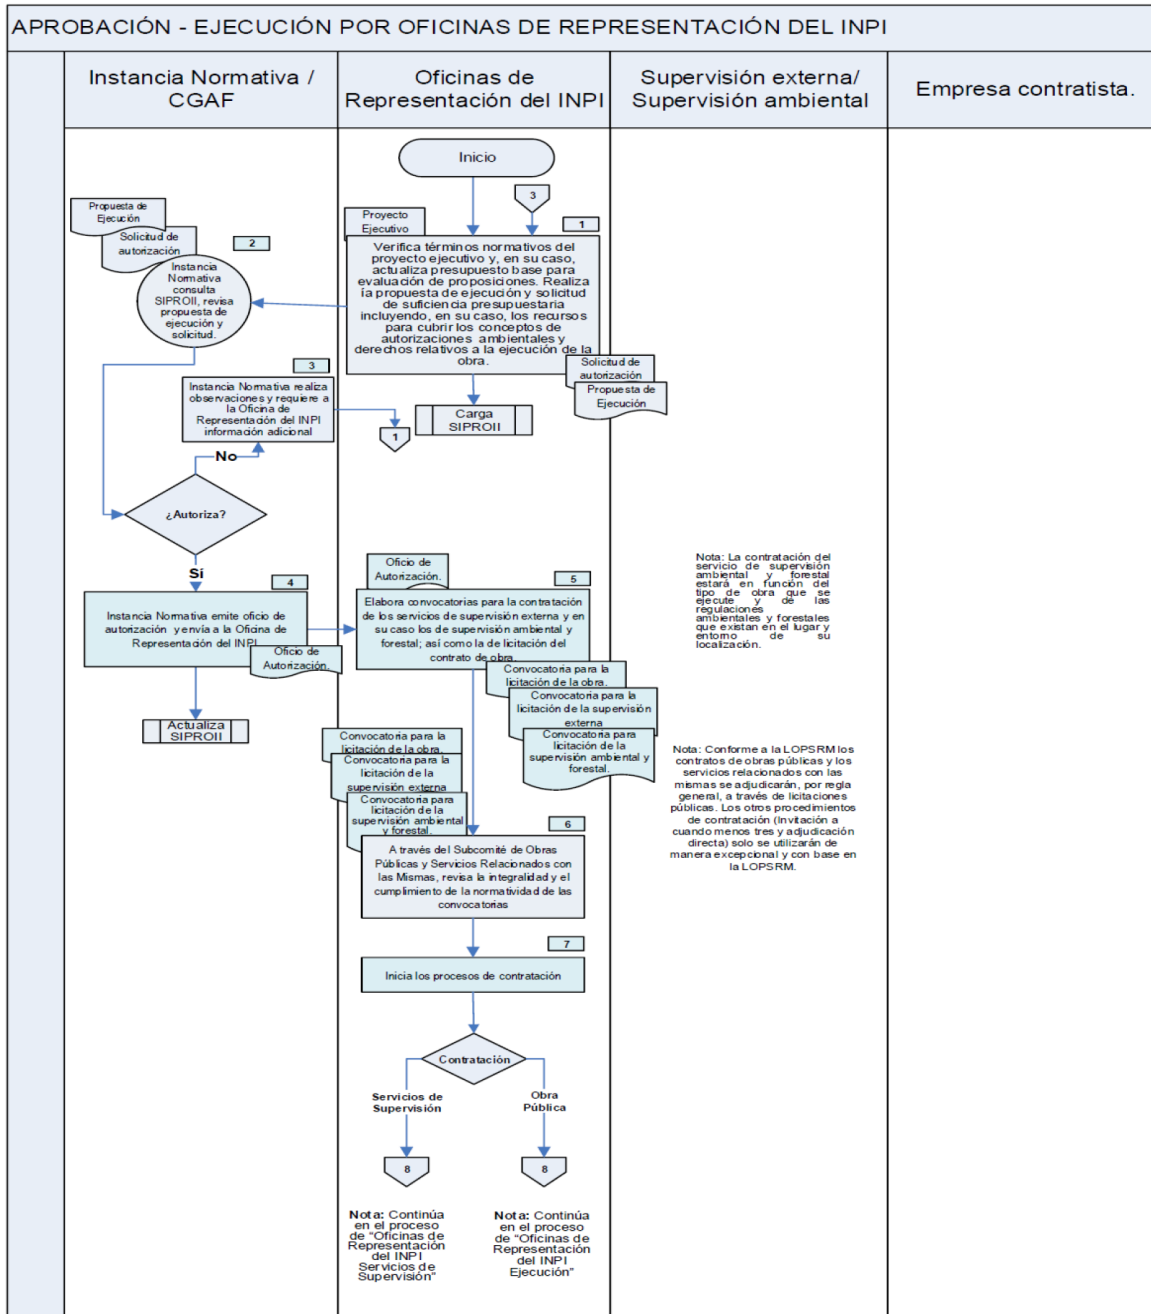 APROBACIÓN - EJECUCIÓN POR OFICINAS DE REPRESENTACIÓN DEL INPI
Instancia Normativa /
CGAF
Oficinas de
Representación del INPI
Supervisión externa/
Supervisión ambiental
Empresa contratista.
Inicio
3
1
Proyecto
Ejecutivo
Verifica términos normativos del
proyecto ejecutivo y, en su caso,
actualiza presupuesto base para
evaluación de proposiciones. Realiza
ía propuesta de ejecución y solicitud
de suficiencia presupuestaria
incluyendo, en su caso, los recursos
para cubrir los conceptos de
autorizaciones ambientales y
derechos relativos a la ejecución de la
obra.
Solicitud de
autorización
Propuesta de
Ejecución
Carga
SIPROII
Propuesta de
Ejecución
Solicitud de
autorización
2
Instancia
Normativa
consulta
SIPROII, revisa
propuesta de
ejecución y
solicitud.
3
Instancia Normativa realiza
observaciones y requiere a
la Oficina de
Representación del INPI
información adicional
1
No
¿Autoriza?
Sí
4
Instancia Normativa emite oficio de
autorización y envía a la Oficina de
Representación del INPI
Oficio de
Autorización.
Actualiza
SIPROII
Oficio de
Autorización.
5
Elabora convocatorias para la contratación
de los servicios de supervisión externa y en
su caso los de supervisión ambiental y
forestal; así como la de licitación del
contrato de obra.
Convocatoria para la
licitación de la obra.
Convocatoria para la
licitación de la supervisión
externa
Convocatoria para
licitación de la
supervisión ambiental y
forestal.
Convocatoria para la
licitación de la obra.
Convocatoria para la
licitación de la
supervisión externa
Convocatoria para
licitación de la
supervisión ambiental
y forestal.
6
A través del Subcomité de Obras
Públicas y Servicios Relacionados con
las Mismas, revisa la integralidad y el
cumplimiento de la normatividad de las
convocatorias
7
Inicia los procesos de contratación
Contratación
Servicios de
Supervisión
Obra
Pública
8
8
Nota: Continúa
en el proceso
de “Oficinas de
Representación
del INPI
Servicios de
Supervisión”
Nota: Continúa
en el proceso
de “Oficinas de
Representación
del INPI
Ejecución”
Nota: La contratación del
servicio de supervisión
ambiental y forestal
estará en función del
tipo de obra que se
ejecute y de las
regulaciones
ambientales y forestales
que existan en el lugar y
entorno de su
localización.
Nota: Conforme a la LOPSRM los
contratos de obras públicas y los
servicios relacionados con las
mismas se adjudicarán, por regla
general, a través de licitaciones
públicas. Los otros procedimientos
de contratación (Invitación a
cuando menos tres y adjudicación
directa) solo se utilizarán de
manera excepcional y con base en
la LOPSRM.